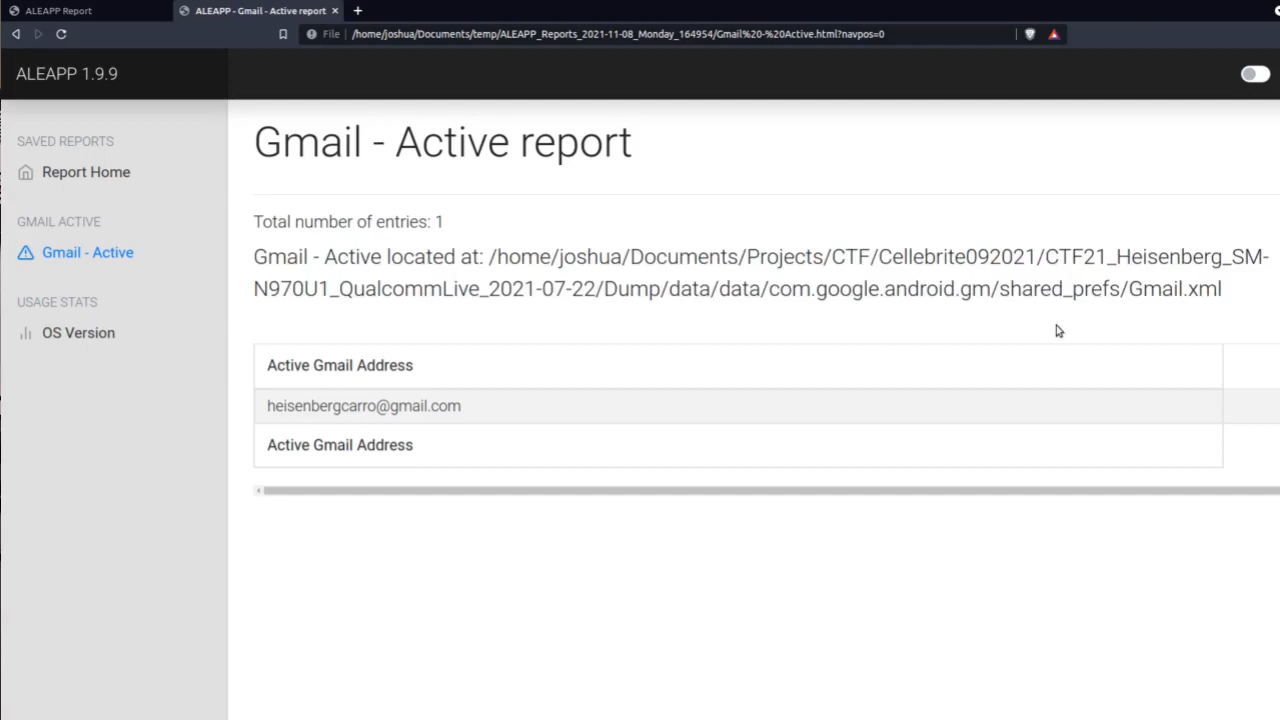 ALEAPP Report
ALEAPP - Gmail - Active report
File
/home/joshua/Documents/temp/ALEAPP_Reports_2021-11-08_Monday_164954/Gmail%20-%20Active.html?navpos=0
ALEAPP 1.9.9
SAVED REPORTS
Report Home
GMAIL ACTIVE
Gmail - Active
USAGE STATS
OS Version
Gmail - Active report
Total number of entries: 1
Gmail - Active located at: /home/joshua/Documents/Projects/CTF/Cellebrite092021/CTF21_Heisenberg_SM-
N970U1_QualcommLive_2021-07-22/Dump/data/data/com.google.android.gm/shared_prefs/Gmail.xml
Active Gmail Address
heisenbergcarro@gmail.com
Active Gmail Address